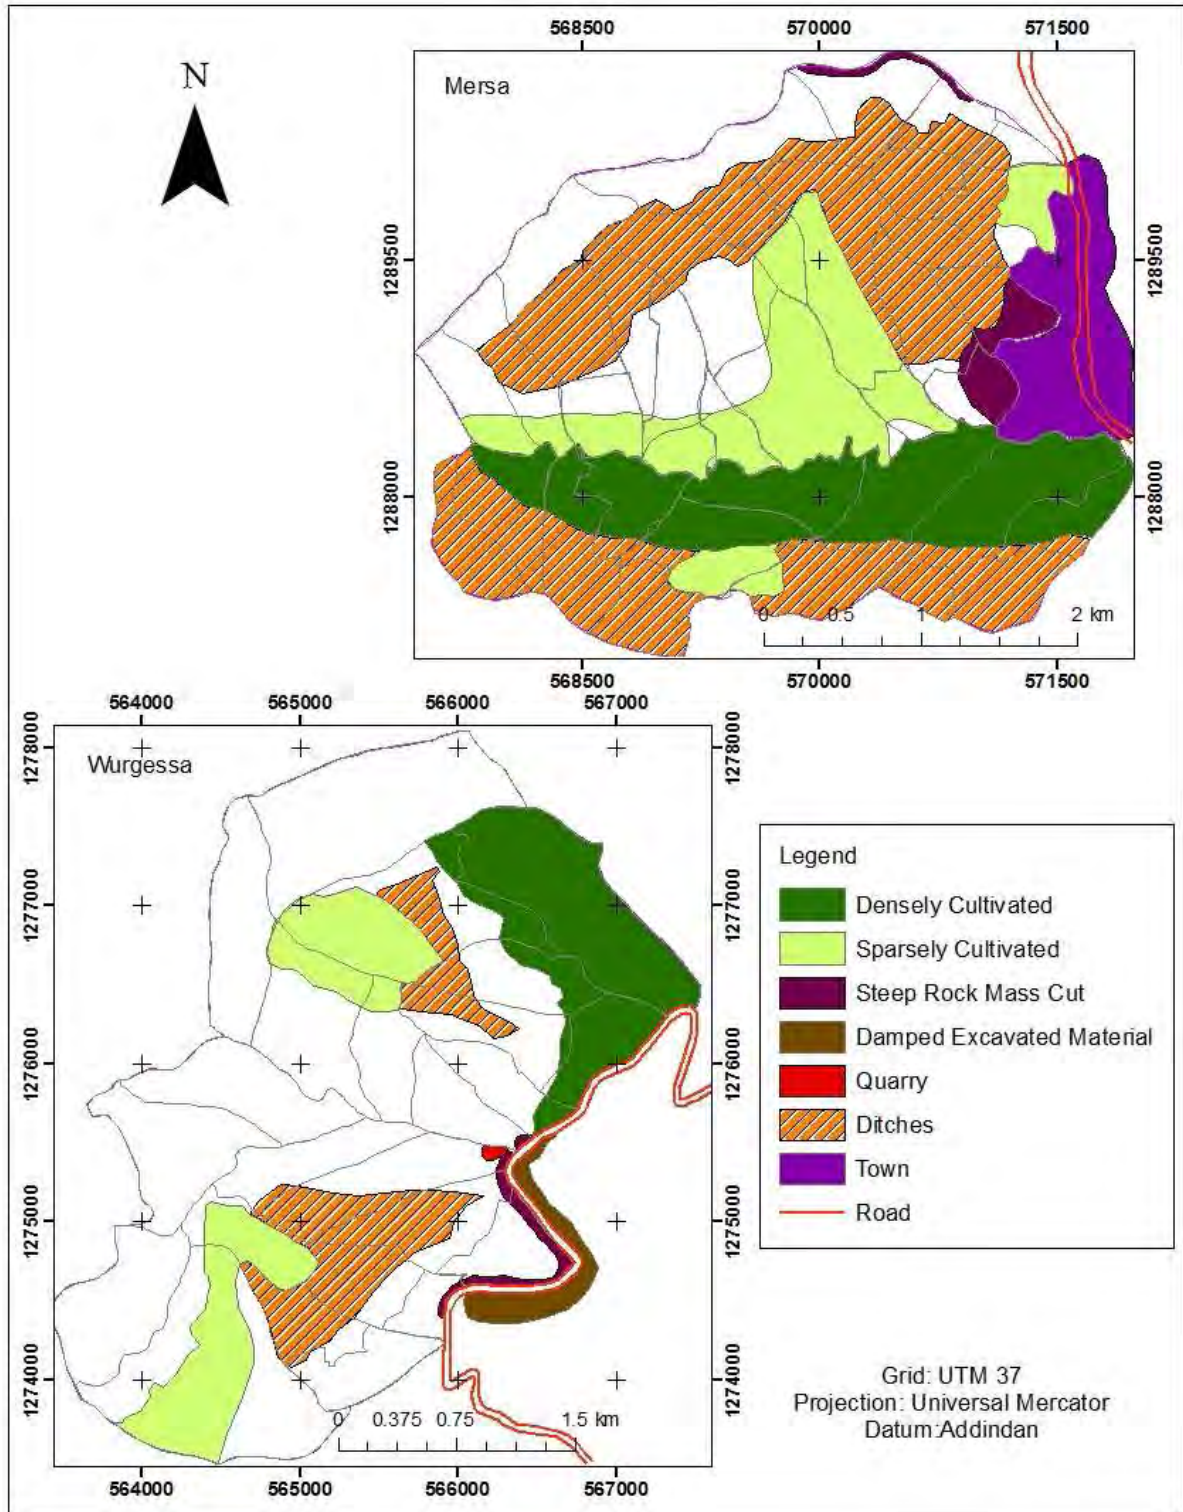 568500 570000 571500
N
Mersa
1289500 1289500
1288000 1288000
0 0.5 1 2 km
568500 570000 571500
564000 565000 566000 567000
1278000 1278000
Wurgessa
1277000 1277000
1276000 1276000
1275000 1275000
1274000 1274000
0 0.375 0.75 1.5 km
564000 565000 566000 567000
Legend
Densely Cultivated
Sparsely Cultivated
Steep Rock Mass Cut
Damped Excavated Material
Quarry
Ditches
Town
Road
Grid: UTM 37
Projection: Universal Mercator
Datum:Addindan